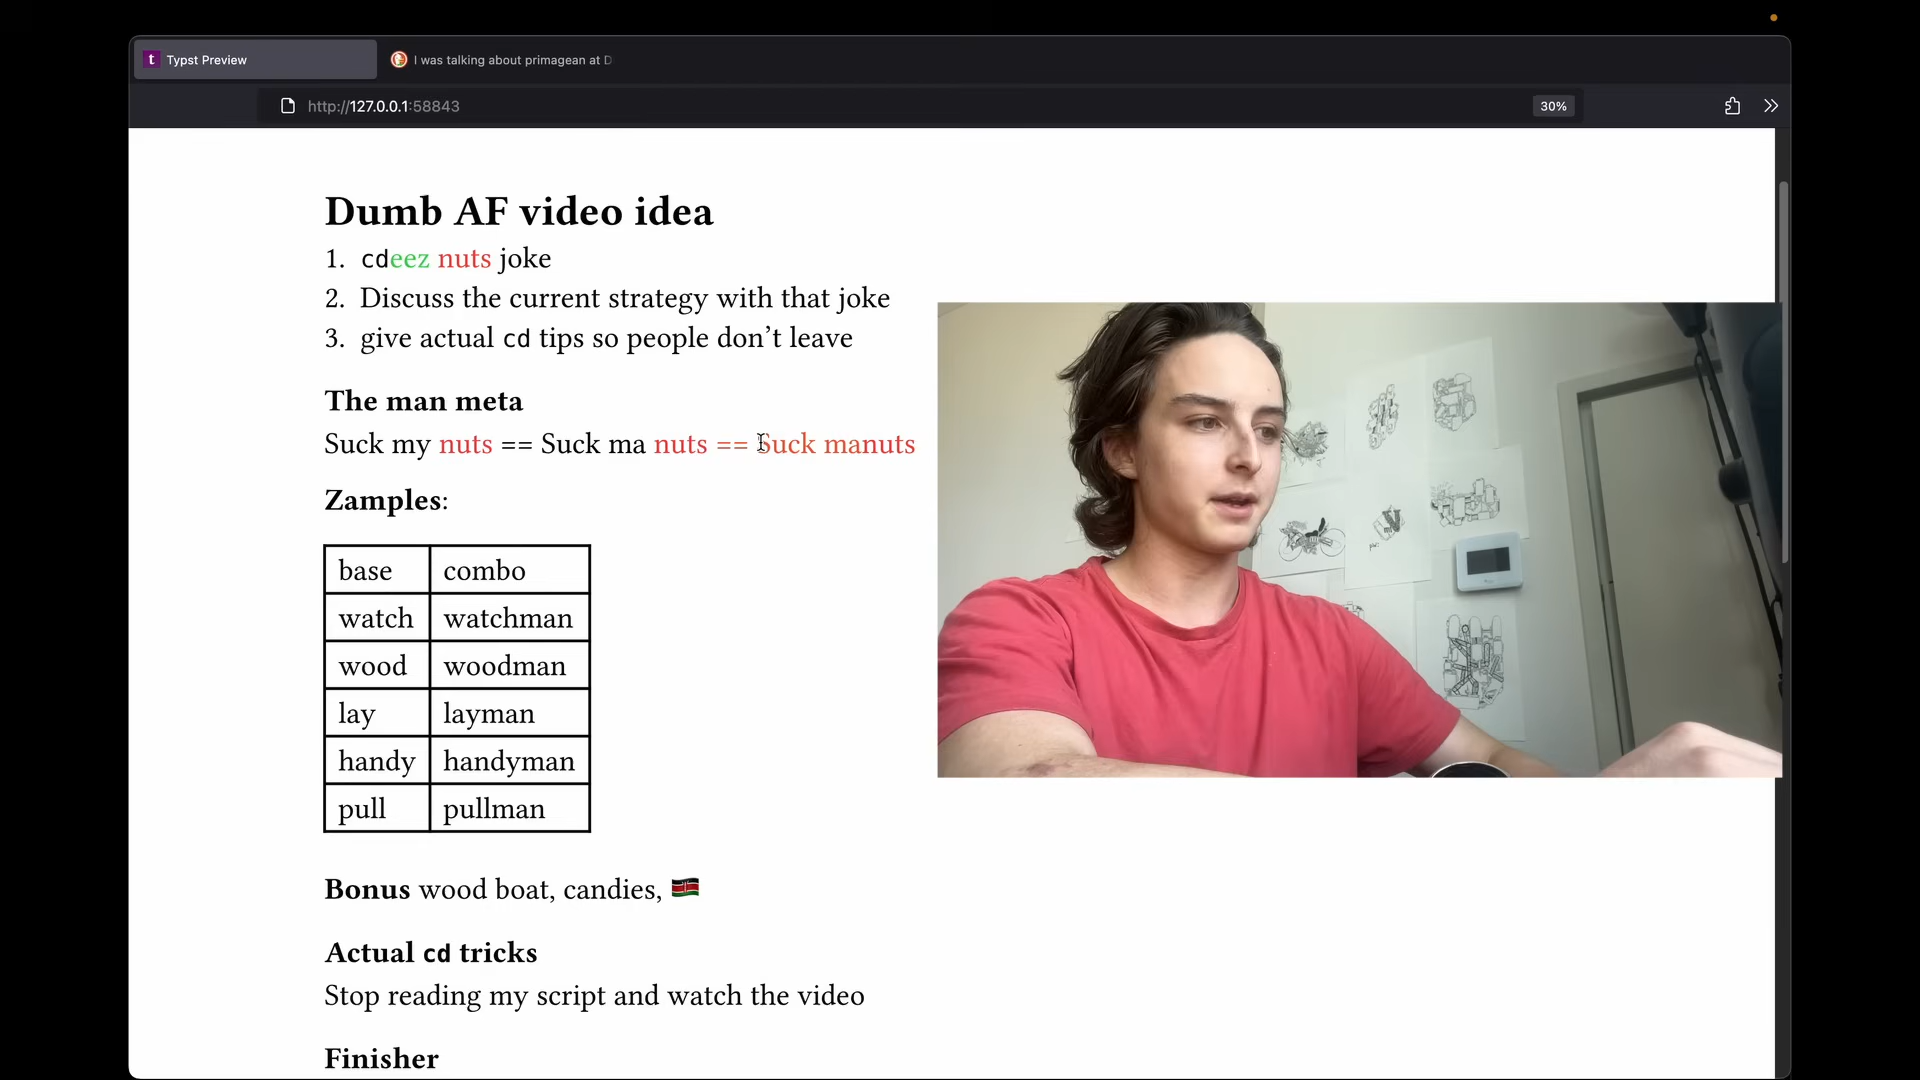 Typst Preview
I was talking about primagean at D
http://127.0.0.1:58843
30%
Dumb AF video idea
1. cdeez nuts joke
2. Discuss the current strategy with that joke
3. give actual cd tips so people don’t leave
The man meta
Suck my nuts == Suck ma nuts == Suck manuts
Zamples:
base combo
watch watchman
wood woodman
lay layman
handy handyman
pull pullman
Bonus wood boat, candies, 🇰🇪
Actual cd tricks
Stop reading my script and watch the video
Finisher